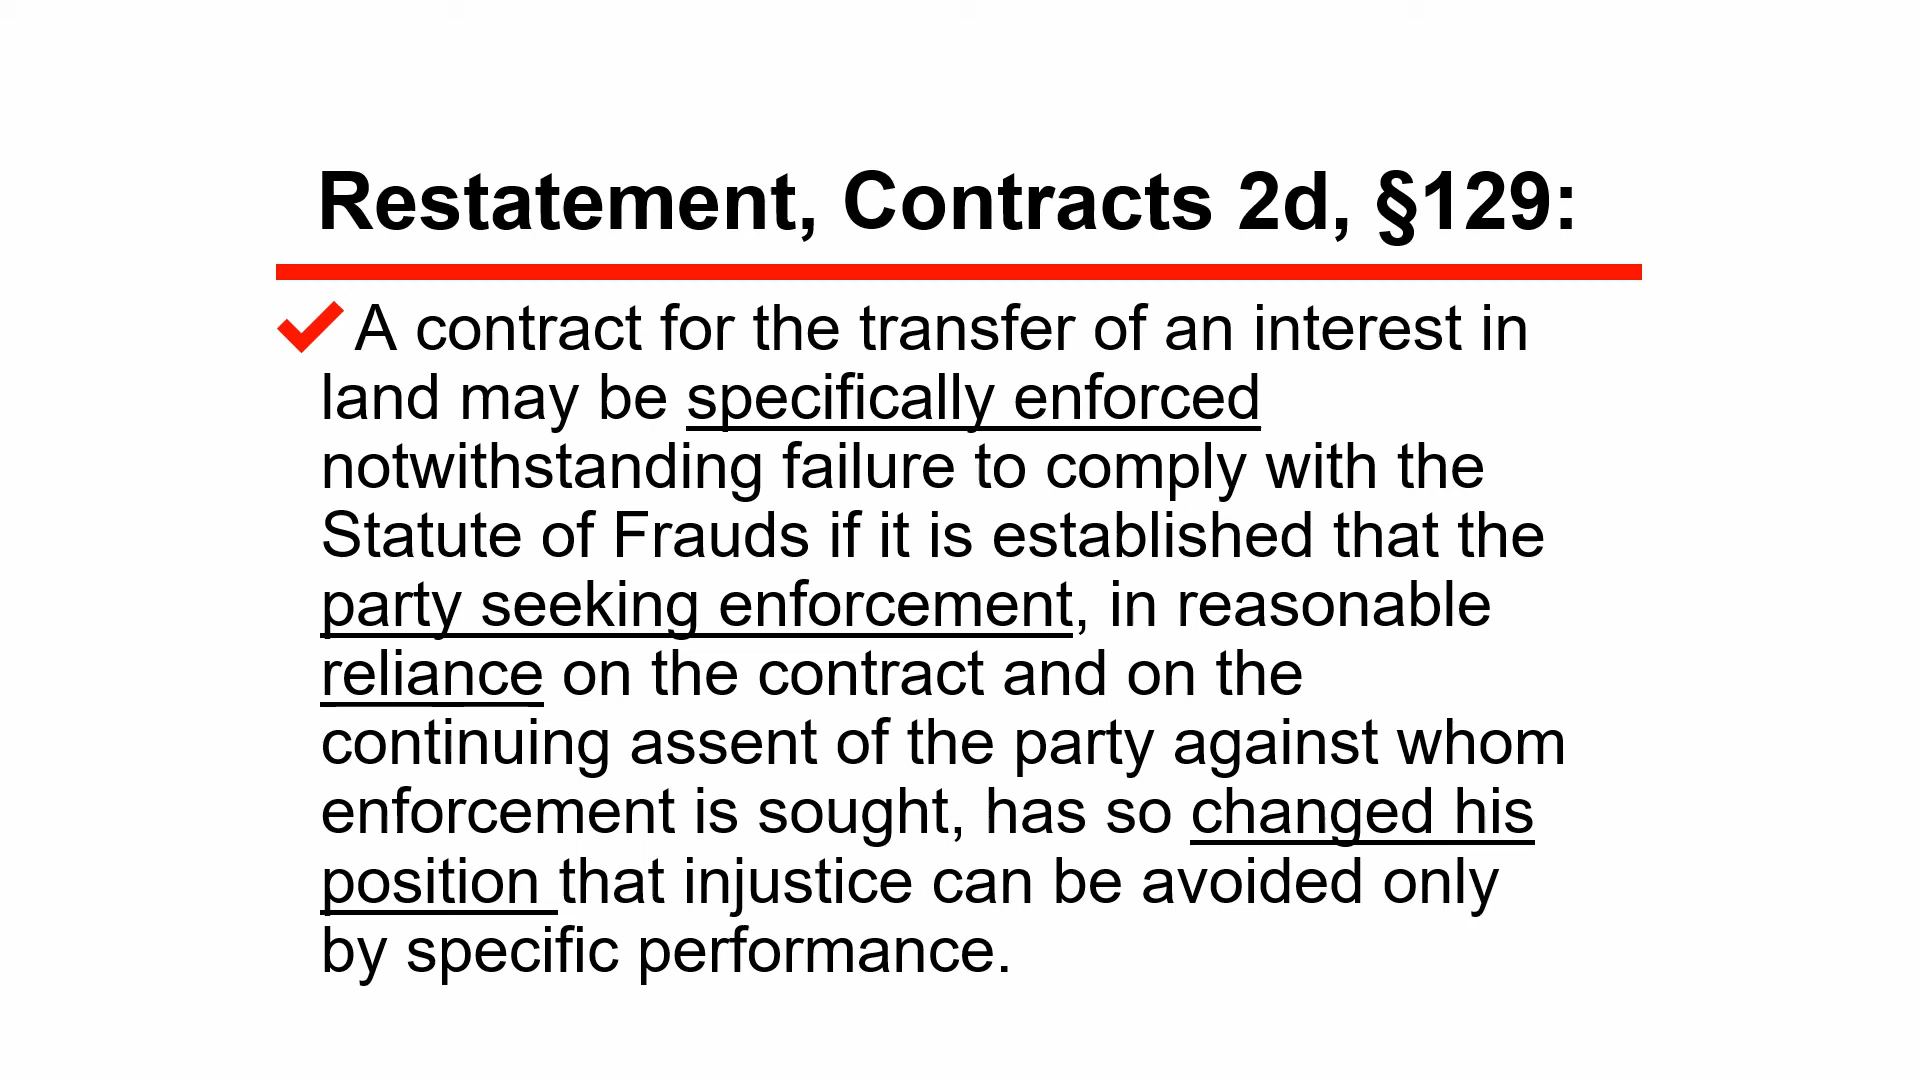 Restatement, Contracts 2d, §129:
A contract for the transfer of an interest in
land may be specifically enforced
notwithstanding failure to comply with the
Statute of Frauds if it is established that the
party seeking enforcement, in reasonable
reliance on the contract and on the
continuing assent of the party against whom
enforcement is sought, has so changed his
position that injustice can be avoided only
by specific performance.